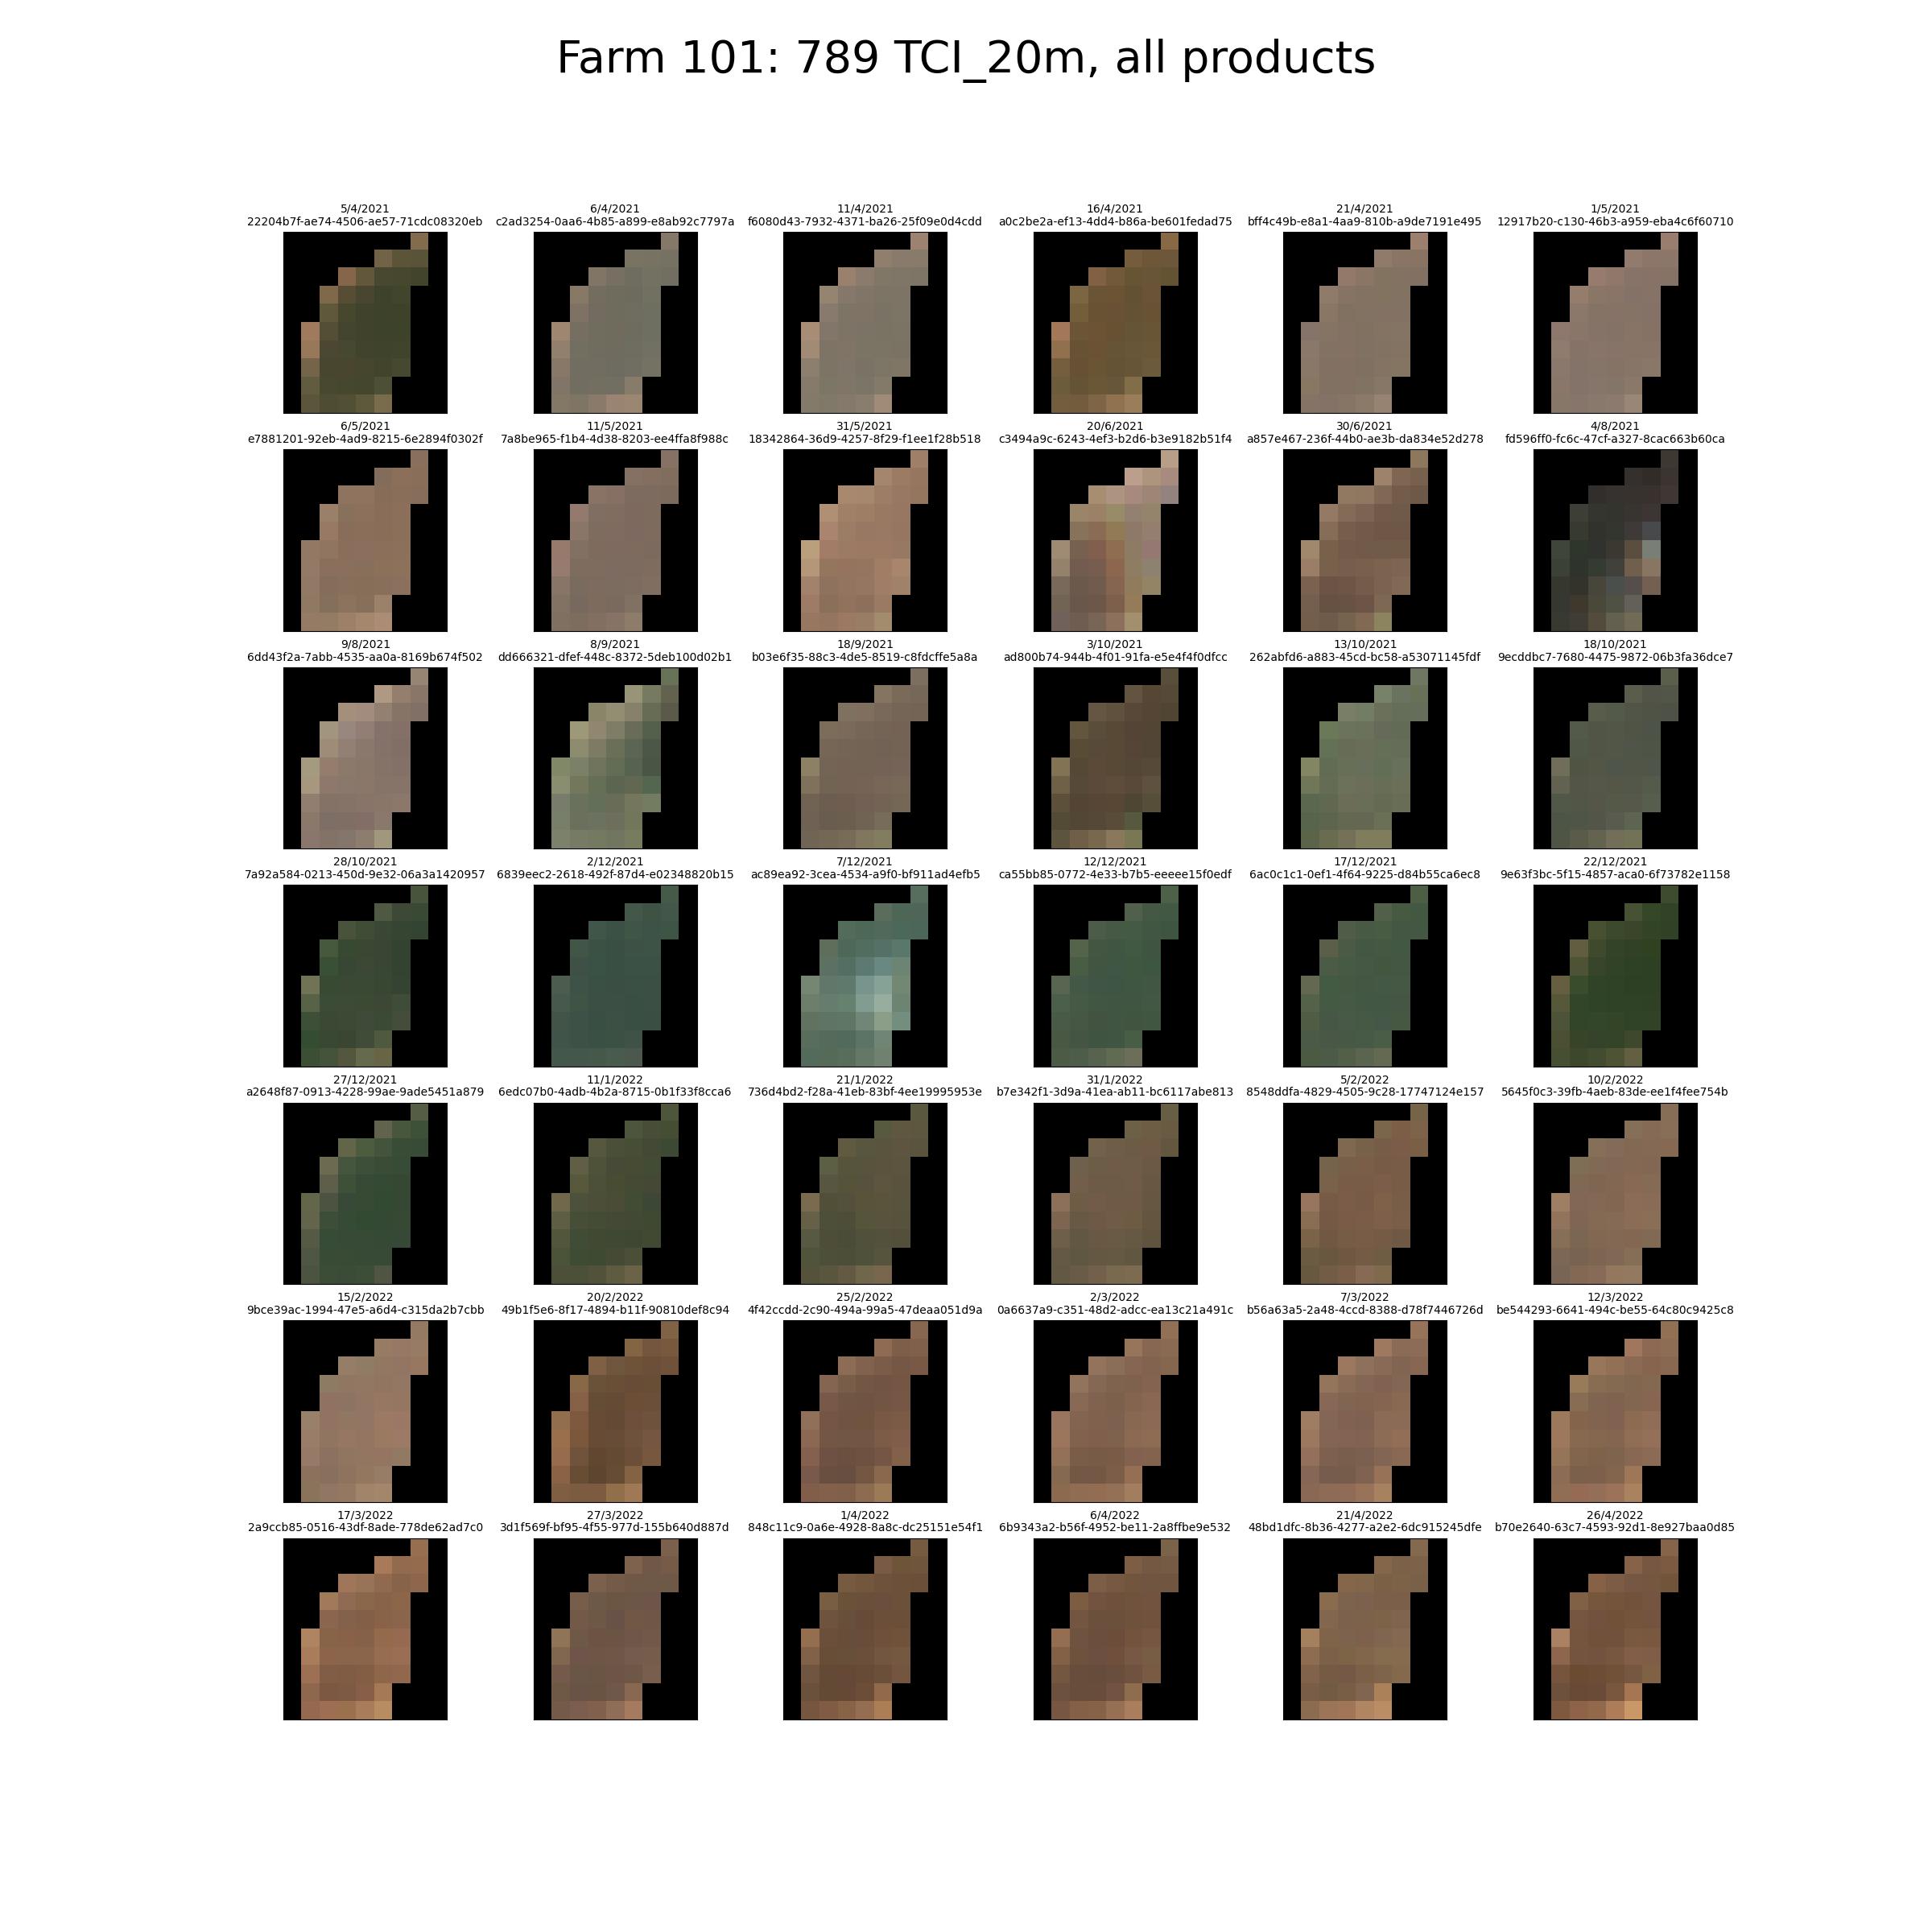 Farm 101: 789 TCI_20m, all products
5/4/2021 6/4/2021 11/4/2021 16/4/2021 21/4/2021 1/5/2021
22204b7f-ae74-4506-ae57-71cdc08320eb c2ad3254-0aa6-4b85-a899-e8ab92c7797a f6080d43-7932-4371-ba26-25f09e0d4cdd a0c2be2a-ef13-4dd4-b86a-be601fedad75 bff4c49b-e8a1-4aa9-810b-a9de7191e495 12917b20-c130-46b3-a959-eba4c6f60710
6/5/2021 11/5/2021 31/5/2021 20/6/2021 30/6/2021 4/8/2021
e7881201-92eb-4ad9-8215-6e2894f0302f 7a8be965-f1b4-4d38-8203-ee4ffa8f988c 18342864-36d9-4257-8f29-f1ee1f28b518 c3494a9c-6243-4ef3-b2d6-b3e9182b51f4 a857e467-236f-44b0-ae3b-da834e52d278 fd596ff0-fc6c-47cf-a327-8cac663b60ca
9/8/2021 8/9/2021 18/9/2021 3/10/2021 13/10/2021 18/10/2021
6dd43f2a-7abb-4535-aa0a-8169b674f502 dd666321-dfef-448c-8372-5deb100d02b1 b03e6f35-88c3-4de5-8519-c8fdcffe5a8a ad800b74-944b-4f01-91fa-e5e4f4f0dfcc 262abfd6-a883-45cd-bc58-a53071145fdf 9ecddbc7-7680-4475-9872-06b3fa36dce7
28/10/2021 2/12/2021 7/12/2021 12/12/2021 17/12/2021 22/12/2021
7a92a584-0213-450d-9e32-06a3a1420957 6839eec2-2618-492f-87d4-e02348820b15 ac89ea92-3cea-4534-a9f0-bf911ad4efb5 ca55bb85-0772-4e33-b7b5-eeeee15f0edf 6ac0c1c1-0ef1-4f64-9225-d84b55ca6ec8 9e63f3bc-5f15-4857-aca0-6f73782e1158
27/12/2021 11/1/2022 21/1/2022 31/1/2022 5/2/2022 10/2/2022
a2648f87-0913-4228-99ae-9ade5451a879 6edc07b0-4adb-4b2a-8715-0b1f33f8cca6 736d4bd2-f28a-41eb-83bf-4ee19995953e b7e342f1-3d9a-41ea-ab11-bc6117abe813 8548ddfa-4829-4505-9c28-17747124e157 5645f0c3-39fb-4aeb-83de-ee1f4fee754b
15/2/2022 20/2/2022 25/2/2022 2/3/2022 7/3/2022 12/3/2022
9bce39ac-1994-47e5-a6d4-c315da2b7cbb 49b1f5e6-8f17-4894-b11f-90810def8c94 4f42ccdd-2c90-494a-99a5-47deaa051d9a 0a6637a9-c351-48d2-adcc-ea13c21a491c b56a63a5-2a48-4ccd-8388-d78f7446726d be544293-6641-494c-be55-64c80c9425c8
17/3/2022 27/3/2022 1/4/2022 6/4/2022 21/4/2022 26/4/2022
2a9ccb85-0516-43df-8ade-778de62ad7c0 3d1f569f-bf95-4f55-977d-155b640d887d 848c11c9-0a6e-4928-8a8c-dc25151e54f1 6b9343a2-b56f-4952-be11-2a8ffbe9e532 48bd1dfc-8b36-4277-a2e2-6dc915245dfe b70e2640-63c7-4593-92d1-8e927baa0d85